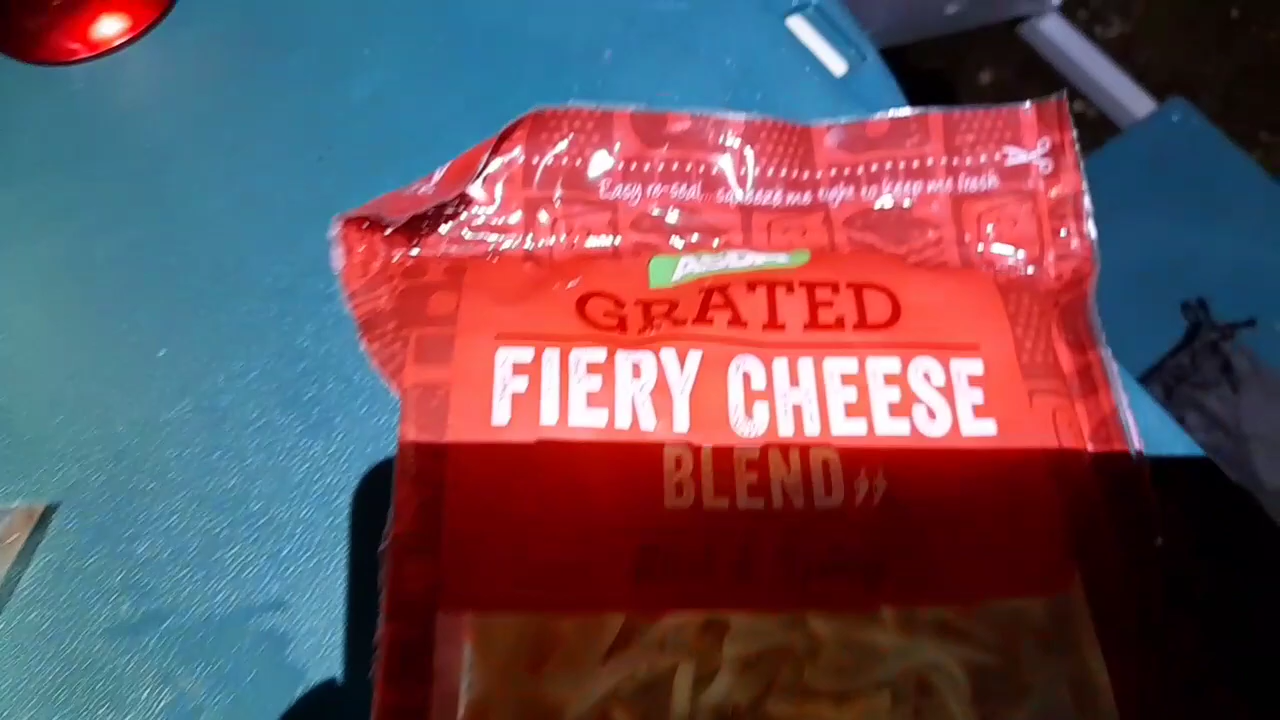 Easy re-seal... squeeze me tight to keep me fresh
ASDA
GRATED
FIERY CHEESE
BLEND